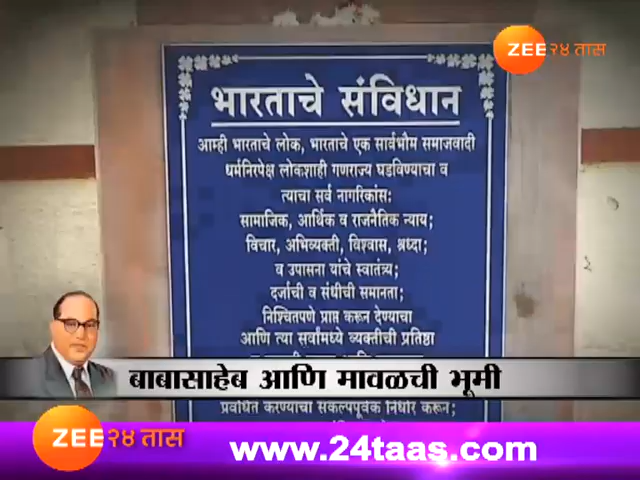 ZEE २४ तास
भारताचे संविधान
आम्ही भारताचे लोक, भारताचे एक सार्वभौम समाजवादी
धर्मनिरपेक्ष लोकशाही गणराज्य घडविण्याचा व
त्याचा सर्व नागरिकांस:
सामाजिक, आर्थिक व राजनैतिक न्याय;
विचार, अभिव्यक्ती, विश्वास, श्रध्दा;
व उपासना यांचे स्वातंत्र्य;
दर्जाची व संधीची समानता;
निश्चितपणे प्राप्त करून देण्याचा
आणि त्या सर्वांमध्ये व्यक्तीची प्रतिष्ठा
बाबासाहेब आणि मावळची भूमी
प्रवर्धित करण्याचा संकल्पपूर्वक निर्धार करून;
ZEE २४ तास
www.24taas.com